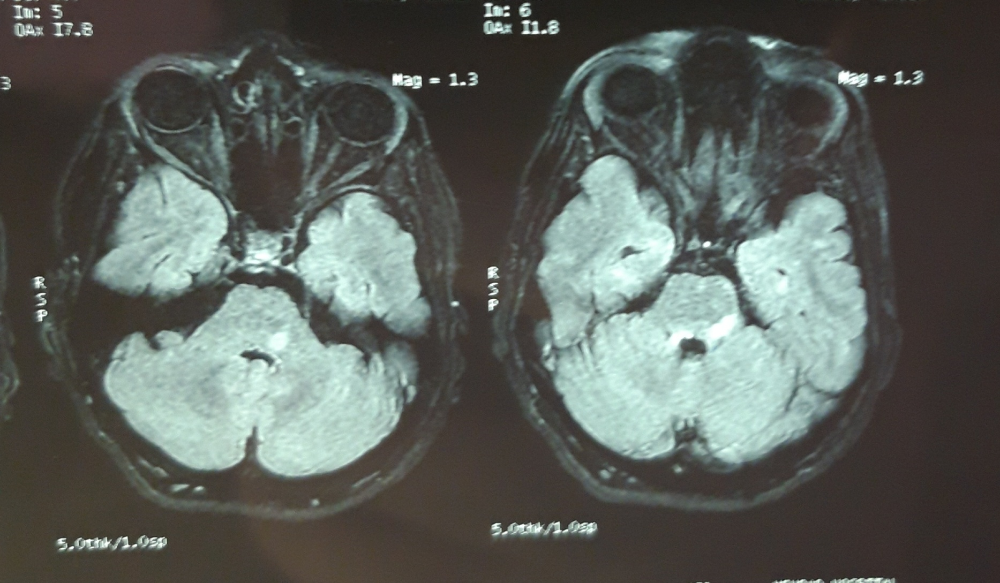 Im: 5
OAx I7.8
Mag = 1.3
3
R
S
P
5.0thk/1.0sp
Im: 6
OAx I1.8
Mag = 1.3
R
S
P
5.0thk/1.0sp